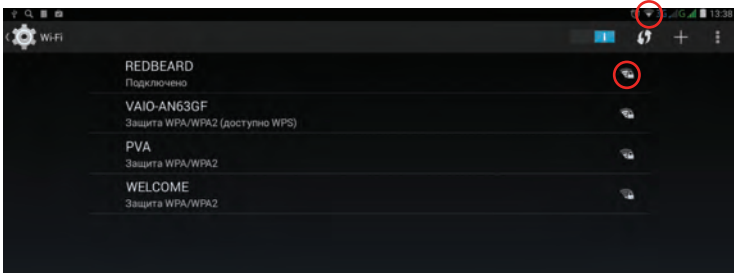 3G G 13:38
Wi-Fi
REDBEARD
Подключено
VAIO-AN63GF
Защита WPA/WPA2 (доступно WPS)
PVA
Защита WPA/WPA2
WELCOME
Защита WPA/WPA2